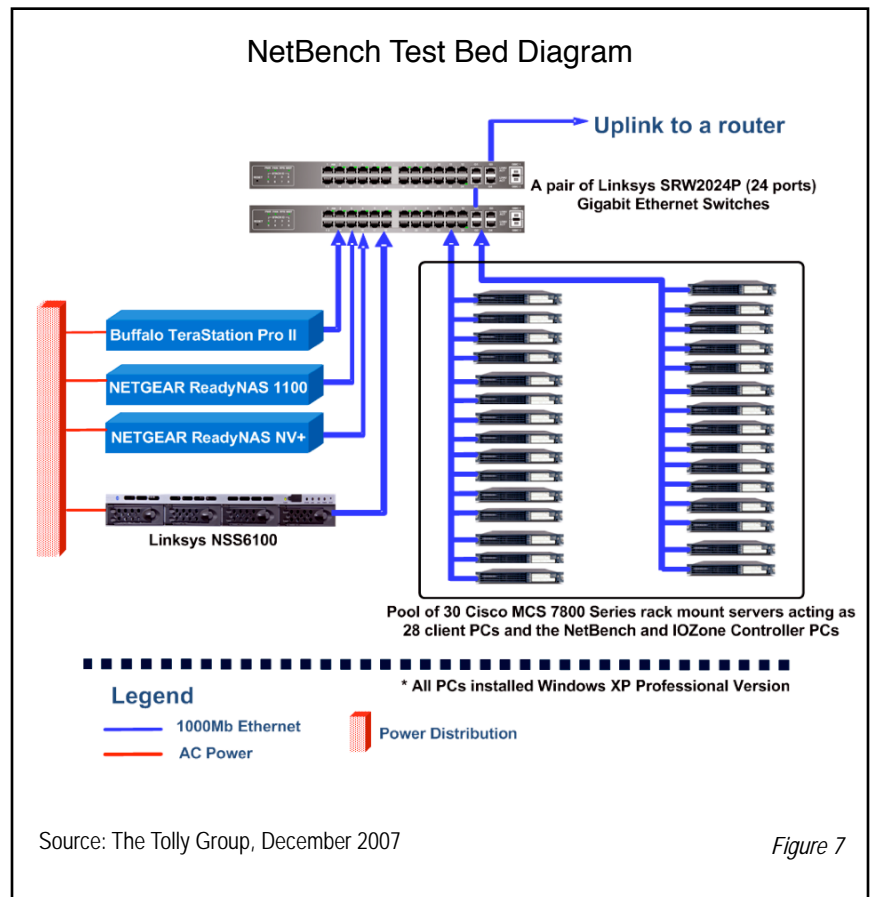 NetBench Test Bed Diagram
Uplink to a router
A pair of Linksys SRW2024P (24 ports)
Gigabit Ethernet Switches
Buffalo TeraStation Pro II
NETGEAR ReadyNAS 1100
NETGEAR ReadyNAS NV+
Linksys NSS6100
Pool of 30 Cisco MCS 7800 Series rack mount servers acting as
28 client PCs and the NetBench and IOZone Controller PCs
* All PCs installed Windows XP Professional Version
Legend
1000Mb Ethernet
AC Power
Power Distribution
Source: The Tolly Group, December 2007
Figure 7